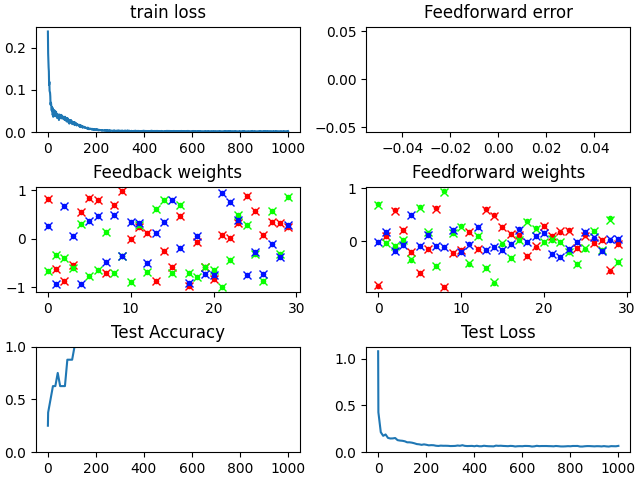 train loss
Feedforward error
0.2
0.1
0.0
0 200 400 600 800 1000
0.05
0.00
−0.05
−0.04 −0.02 0.00 0.02 0.04
Feedback weights
Feedforward weights
1
0
−1
0 10 20 30
1
0
0 10 20 30
Test Accuracy
Test Loss
1.0
0.5
0.0
0 200 400 600 800 1000
1.0
0.5
0.0
0 200 400 600 800 1000